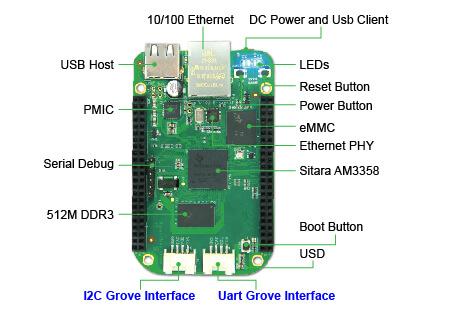 10/100 Ethernet
DC Power and Usb Client
USB Host
LEDs
Reset Button
PMIC
Power Button
eMMC
Ethernet PHY
Serial Debug
Sitara AM3358
512M DDR3
Boot Button
USD
I2C Grove Interface
Uart Grove Interface